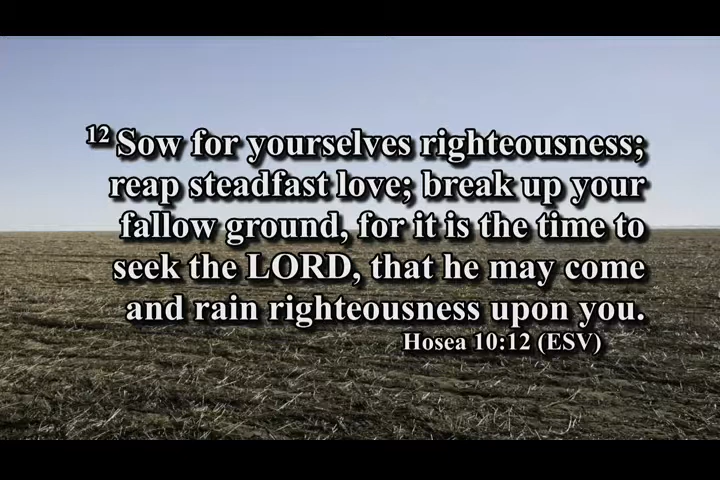 12 Sow for yourselves righteousness;
reap steadfast love; break up your
fallow ground, for it is the time to
seek the LORD, that he may come
and rain righteousness upon you.
Hosea 10:12 (ESV)